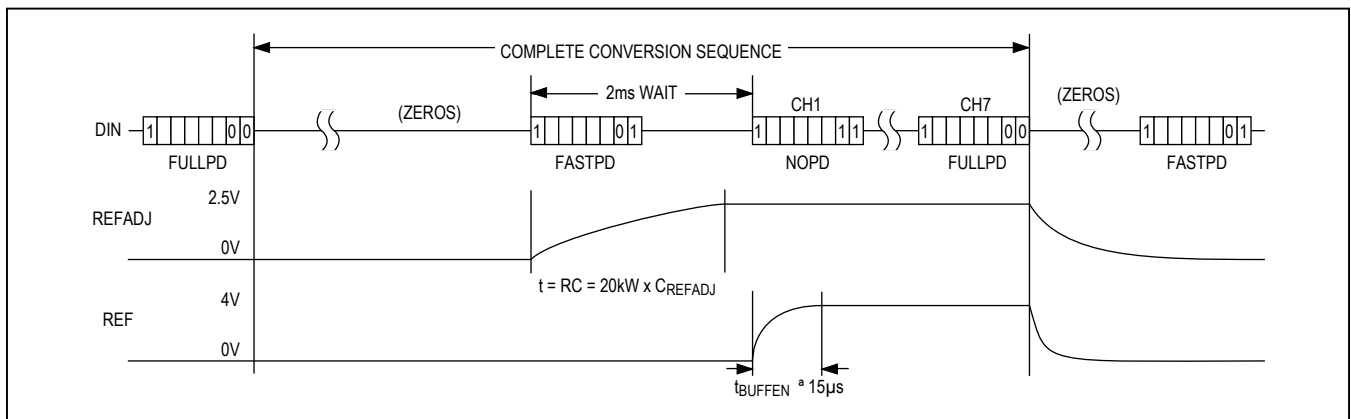 COMPLETE CONVERSION SEQUENCE
2ms WAIT
(ZEROS) CH1 CH7 (ZEROS)
DIN 1 0 0 1 0 1 1 1 1 1 0 0 1 0 1
FULLPD FASTPD NOPD FULLPD FASTPD
2.5V
REFADJ
0V
t = RC = 20kW x CREFADJ
4V
REF
0V
tBUFFEN ª 15µs